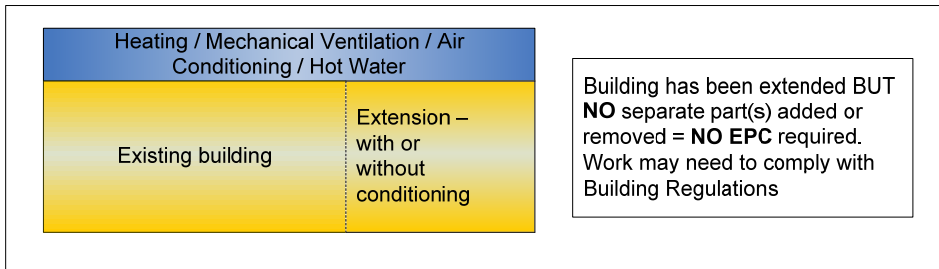 Heating / Mechanical Ventilation / Air
Conditioning / Hot Water
Existing building
Extension –
with or
without
conditioning
Building has been extended BUT
NO separate part(s) added or
removed = NO EPC required.
Work may need to comply with
Building Regulations